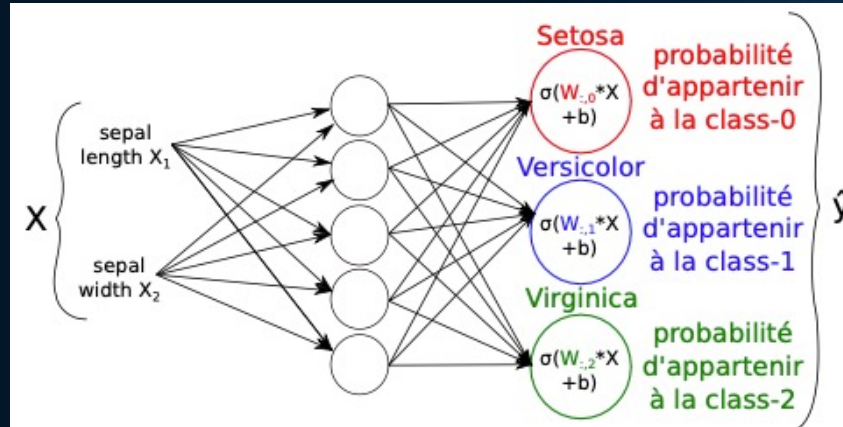 X
sepal
length X₁
sepal
width X₂
Setosa
σ(W:,0*X
+b)
probabilité
d'appartenir
à la class-0
Versicolor
σ(W:,1*X
+b)
probabilité
d'appartenir
à la class-1
Virginica
σ(W:,2*X
+b)
probabilité
d'appartenir
à la class-2
ŷ